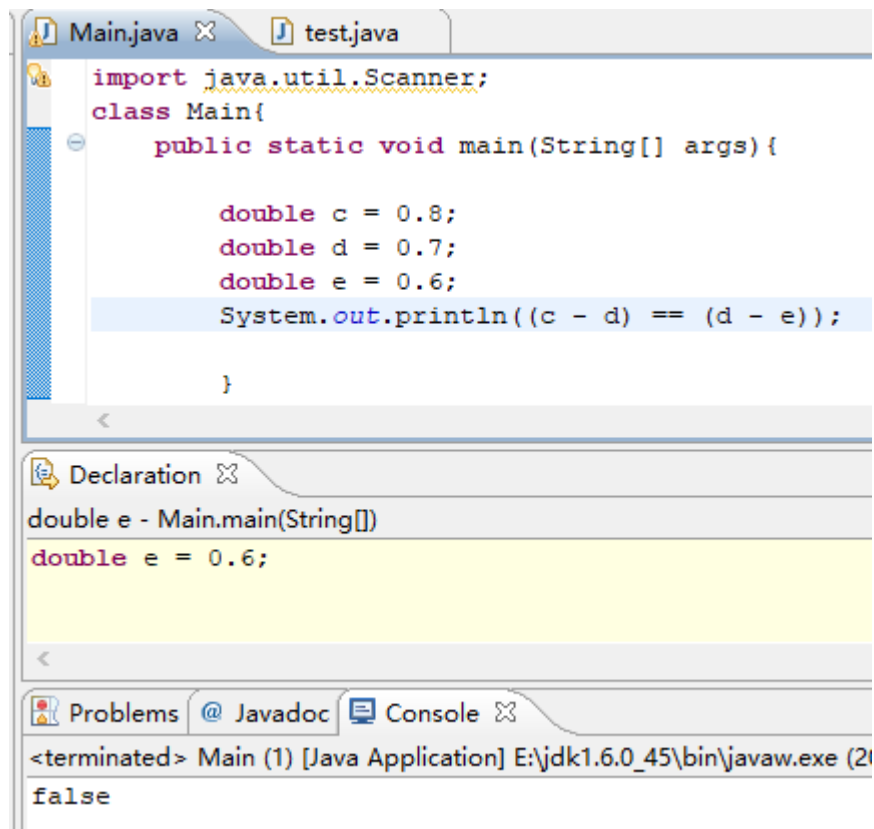 Main.java test.java
import java.util.Scanner;
class Main{
public static void main(String[] args){
double c = 0.8;
double d = 0.7;
double e = 0.6;
System.out.println((c - d) == (d - e));
}
Declaration
double e - Main.main(String[])
double e = 0.6;
Problems @ Javadoc Console
<terminated> Main (1) [Java Application] E:\jdk1.6.0_45\bin\javaw.exe (20
false